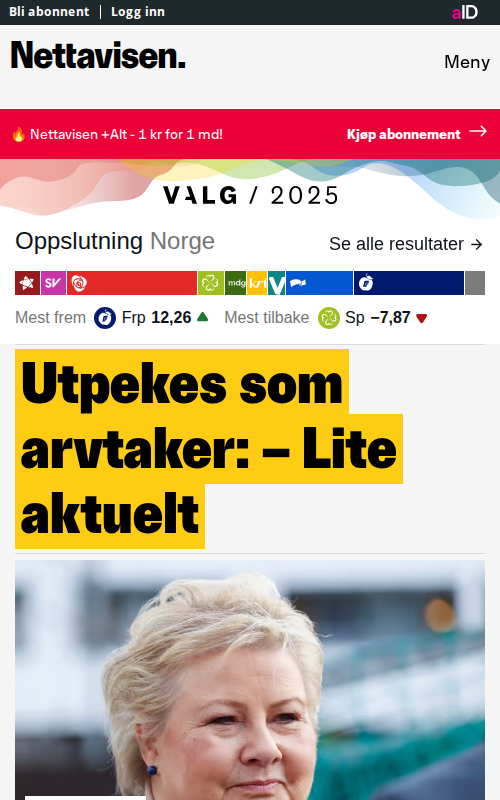 Bli abonnent Logg inn aID
Nettavisen.
Meny
🔥 Nettavisen +Alt - 1 kr for 1 md! Kjøp abonnement →
VALG / 2025
Oppslutning Norge Se alle resultater →
SV mdg krf V
Mest frem Frp 12,26 ▲ Mest tilbake Sp −7,87 ▼
Utpekes som
arvtaker: – Lite
aktuelt